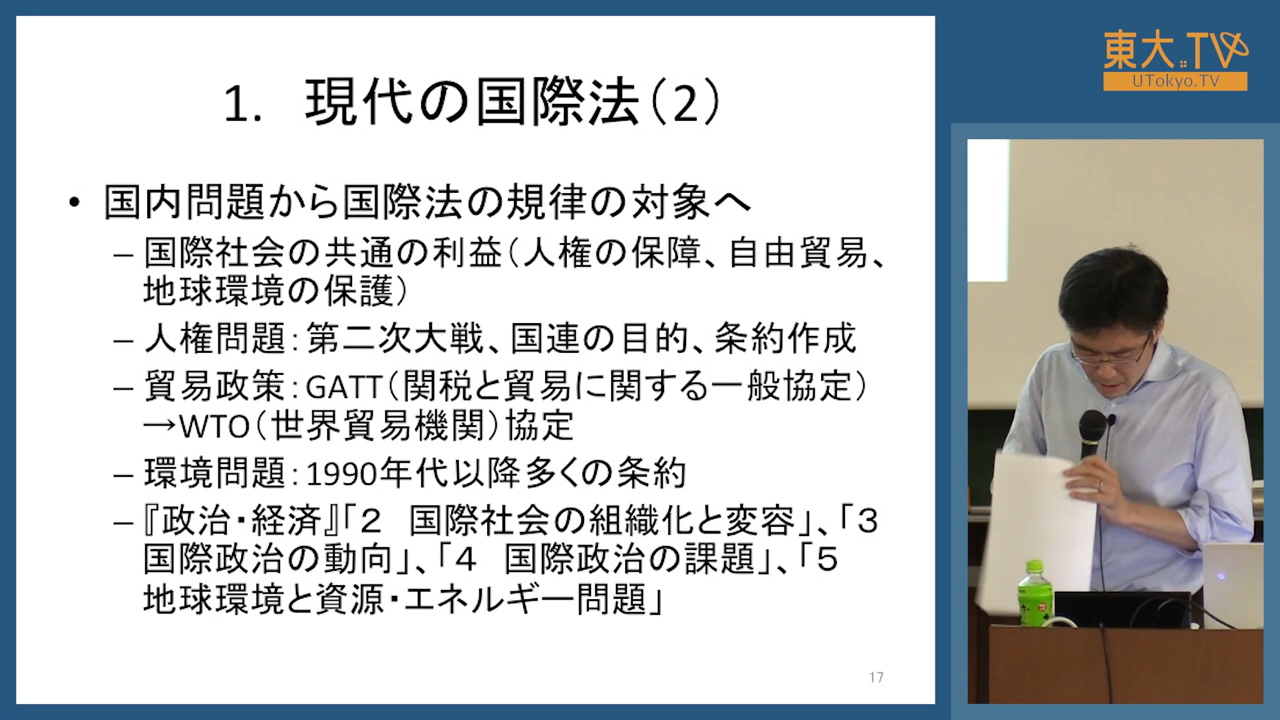 1. 現代の国際法(2)
• 国内問題から国際法の規律の対象へ
– 国際社会の共通の利益(人権の保障、自由貿易、
地球環境の保護)
– 人権問題:第二次大戦、国連の目的、条約作成
– 貿易政策:GATT(関税と貿易に関する一般協定)
→WTO(世界貿易機関)協定
– 環境問題:1990年代以降多くの条約
– 『政治・経済』「2 国際社会の組織化と変容」、「3
国際政治の動向」、「4 国際政治の課題」、「5
地球環境と資源・エネルギー問題」
17
東大.TV
UTokyo.TV